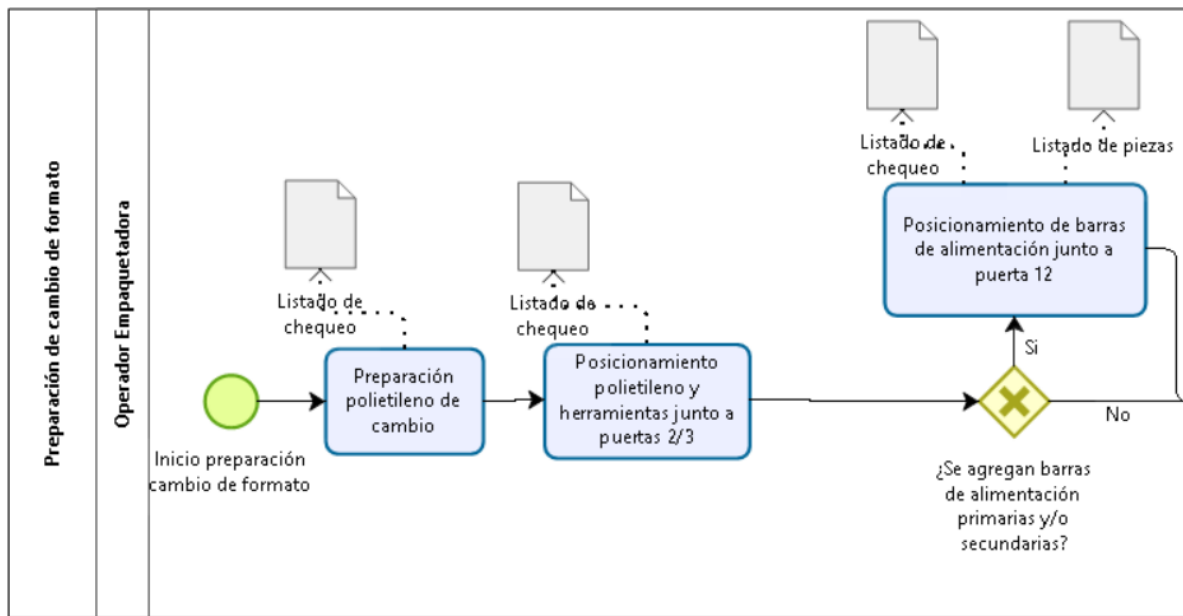 Preparación de cambio de formato
Operador Empaquetadora
Inicio preparación
cambio de formato
Listado de
chequeo
Preparación
polietileno de
cambio
Listado de
chequeo
Posicionamiento
polietileno y
herramientas junto a
puertas 2/3
Listado de
chequeo
Listado de piezas
Posicionamiento de barras
de alimentación junto a
puerta 12
Si
No
¿Se agregan barras
de alimentación
primarias y/o
secundarias?